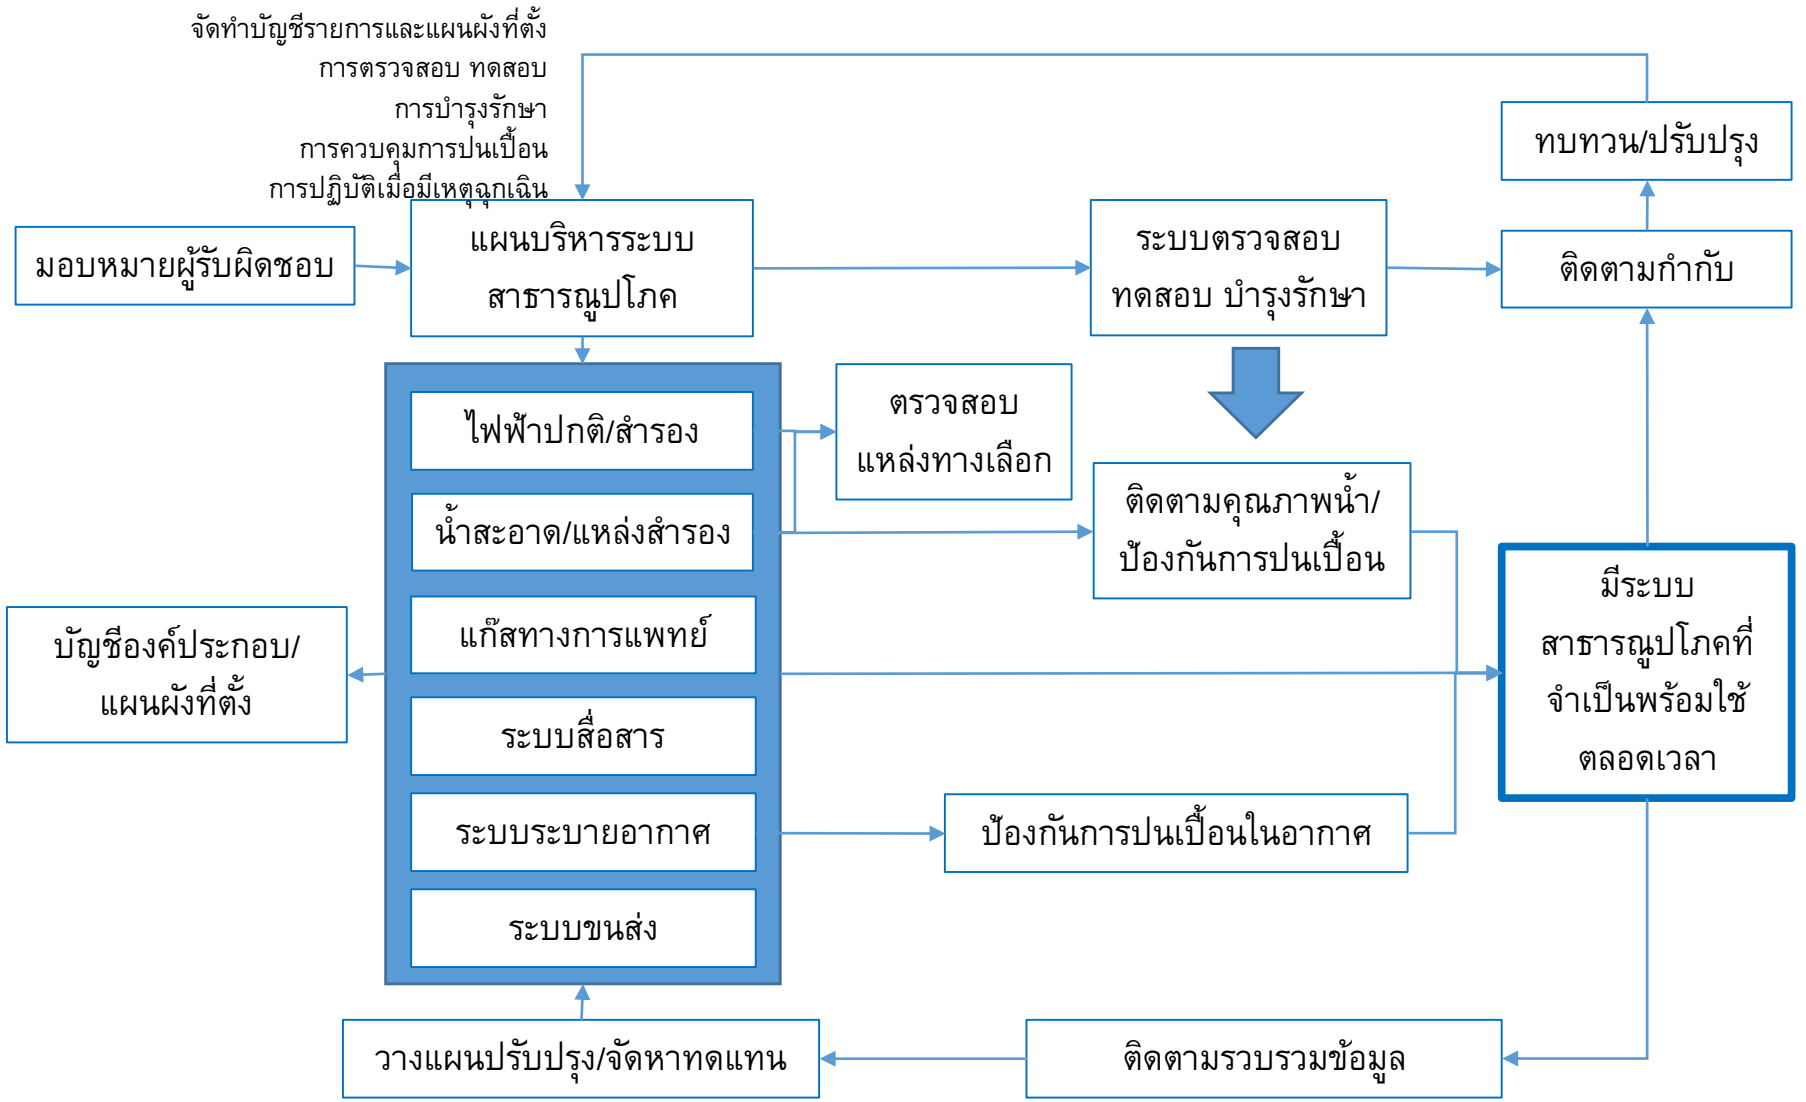 จัดทำบัญชีรายการและแผนผังที่ตั้ง
การตรวจสอบ ทดสอบ
การบำรุงรักษา
การควบคุมการปนเปื้อน
การปฏิบัติเมื่อมีเหตุฉุกเฉิน
มอบหมายผู้รับผิดชอบ
แผนบริหารระบบ
สาธารณูปโภค
ระบบตรวจสอบ
ทดสอบ บำรุงรักษา
ทบทวน/ปรับปรุง
ติดตามกำกับ
ไฟฟ้าปกติ/สำรอง
น้ำสะอาด/แหล่งสำรอง
แก๊สทางการแพทย์
ระบบสื่อสาร
ระบบระบายอากาศ
ระบบขนส่ง
ตรวจสอบ
แหล่งทางเลือก
ติดตามคุณภาพน้ำ/
ป้องกันการปนเปื้อน
บัญชีองค์ประกอบ/
แผนผังที่ตั้ง
ป้องกันการปนเปื้อนในอากาศ
มีระบบ
สาธารณูปโภคที่
จำเป็นพร้อมใช้
ตลอดเวลา
วางแผนปรับปรุง/จัดหาทดแทน
ติดตามรวบรวมข้อมูล